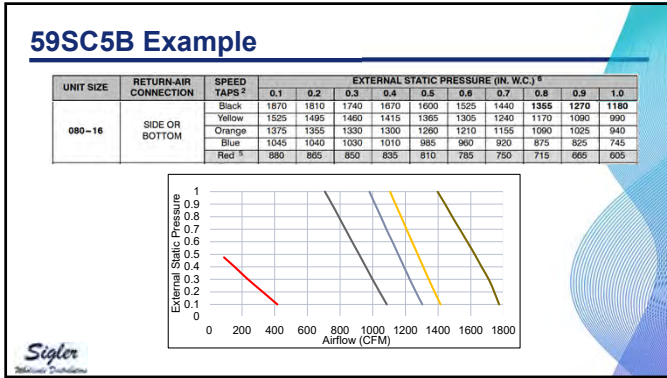 59SC5B Example
UNIT SIZE RETURN-AIR CONNECTION SPEED TAPS 2 EXTERNAL STATIC PRESSURE (IN. W.C.) 6
0.1 0.2 0.3 0.4 0.5 0.6 0.7 0.8 0.9 1.0
080-16 SIDE OR BOTTOM
Black 1870 1810 1740 1670 1600 1525 1440 1355 1270 1180
Yellow 1525 1495 1460 1415 1365 1305 1240 1170 1090 990
Orange 1375 1355 1330 1300 1260 1210 1155 1090 1025 940
Blue 1045 1040 1030 1010 985 960 920 875 825 745
Red 5 880 865 850 835 810 785 750 715 665 605
External Static Pressure
1
0.9
0.8
0.7
0.6
0.5
0.4
0.3
0.2
0.1
0
0 200 400 600 800 1000 1200 1400 1600 1800
Airflow (CFM)
Sigler
Wholesale Distributors